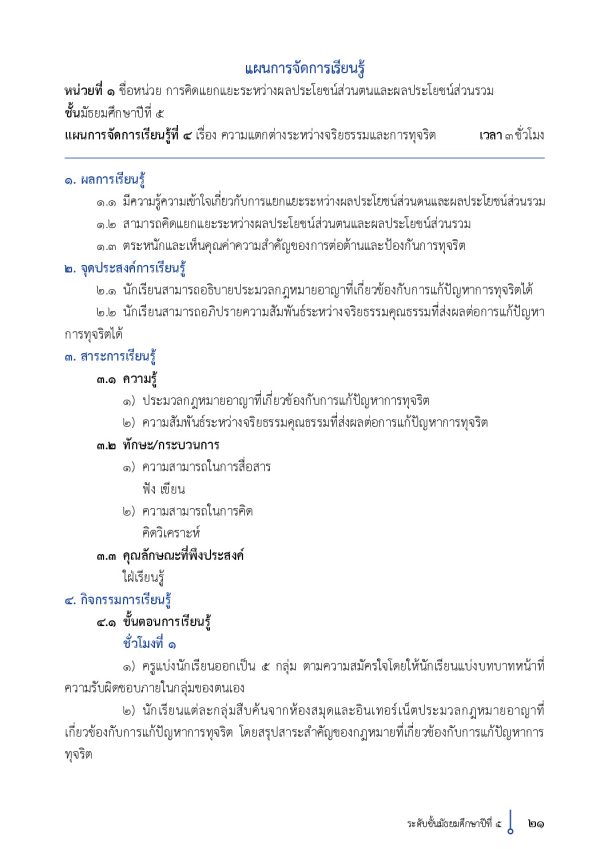 แผนการจัดการเรียนรู้
หน่วยที่ ๑ ชื่อหน่วย การคิดแยกแยะระหว่างผลประโยชน์ส่วนตนและผลประโยชน์ส่วนรวม
ชั้นมัธยมศึกษาปีที่ ๕
แผนการจัดการเรียนรู้ที่ ๔ เรื่อง ความแตกต่างระหว่างจริยธรรมและการทุจริต เวลา ๓ ชั่วโมง
๑. ผลการเรียนรู้
๑.๑ มีความรู้ความเข้าใจเกี่ยวกับการแยกแยะระหว่างผลประโยชน์ส่วนตนและผลประโยชน์ส่วนรวม
๑.๒ สามารถคิดแยกแยะระหว่างผลประโยชน์ส่วนตนและผลประโยชน์ส่วนรวม
๑.๓ ตระหนักและเห็นคุณค่าความสำคัญของการต่อต้านและป้องกันการทุจริต
๒. จุดประสงค์การเรียนรู้
๒.๑ นักเรียนสามารถอธิบายประมวลกฎหมายอาญาที่เกี่ยวข้องกับการแก้ปัญหาการทุจริตได้
๒.๒ นักเรียนสามารถอภิปรายความสัมพันธ์ระหว่างจริยธรรมคุณธรรมที่ส่งผลต่อการแก้ปัญหา
การทุจริตได้
๓. สาระการเรียนรู้
๓.๑ ความรู้
๑) ประมวลกฎหมายอาญาที่เกี่ยวข้องกับการแก้ปัญหาการทุจริต
๒) ความสัมพันธ์ระหว่างจริยธรรมคุณธรรมที่ส่งผลต่อการแก้ปัญหาการทุจริต
๓.๒ ทักษะ/กระบวนการ
๑) ความสามารถในการสื่อสาร
ฟัง เขียน
๒) ความสามารถในการคิด
คิดวิเคราะห์
๓.๓ คุณลักษณะที่พึงประสงค์
ใฝ่เรียนรู้
๔. กิจกรรมการเรียนรู้
๔.๑ ขั้นตอนการเรียนรู้
ชั่วโมงที่ ๑
๑) ครูแบ่งนักเรียนออกเป็น ๕ กลุ่ม ตามความสมัครใจโดยให้นักเรียนแบ่งบทบาทหน้าที่
ความรับผิดชอบภายในกลุ่มของตนเอง
๒) นักเรียนแต่ละกลุ่มสืบค้นจากห้องสมุดและอินเทอร์เน็ตประมวลกฎหมายอาญาที่
เกี่ยวข้องกับการแก้ปัญหาการทุจริต โดยสรุปสาระสำคัญของกฎหมายที่เกี่ยวข้องกับการแก้ปัญหาการ
ทุจริต
ระดับชั้นมัธยมศึกษาปีที่ ๕ ๒๑